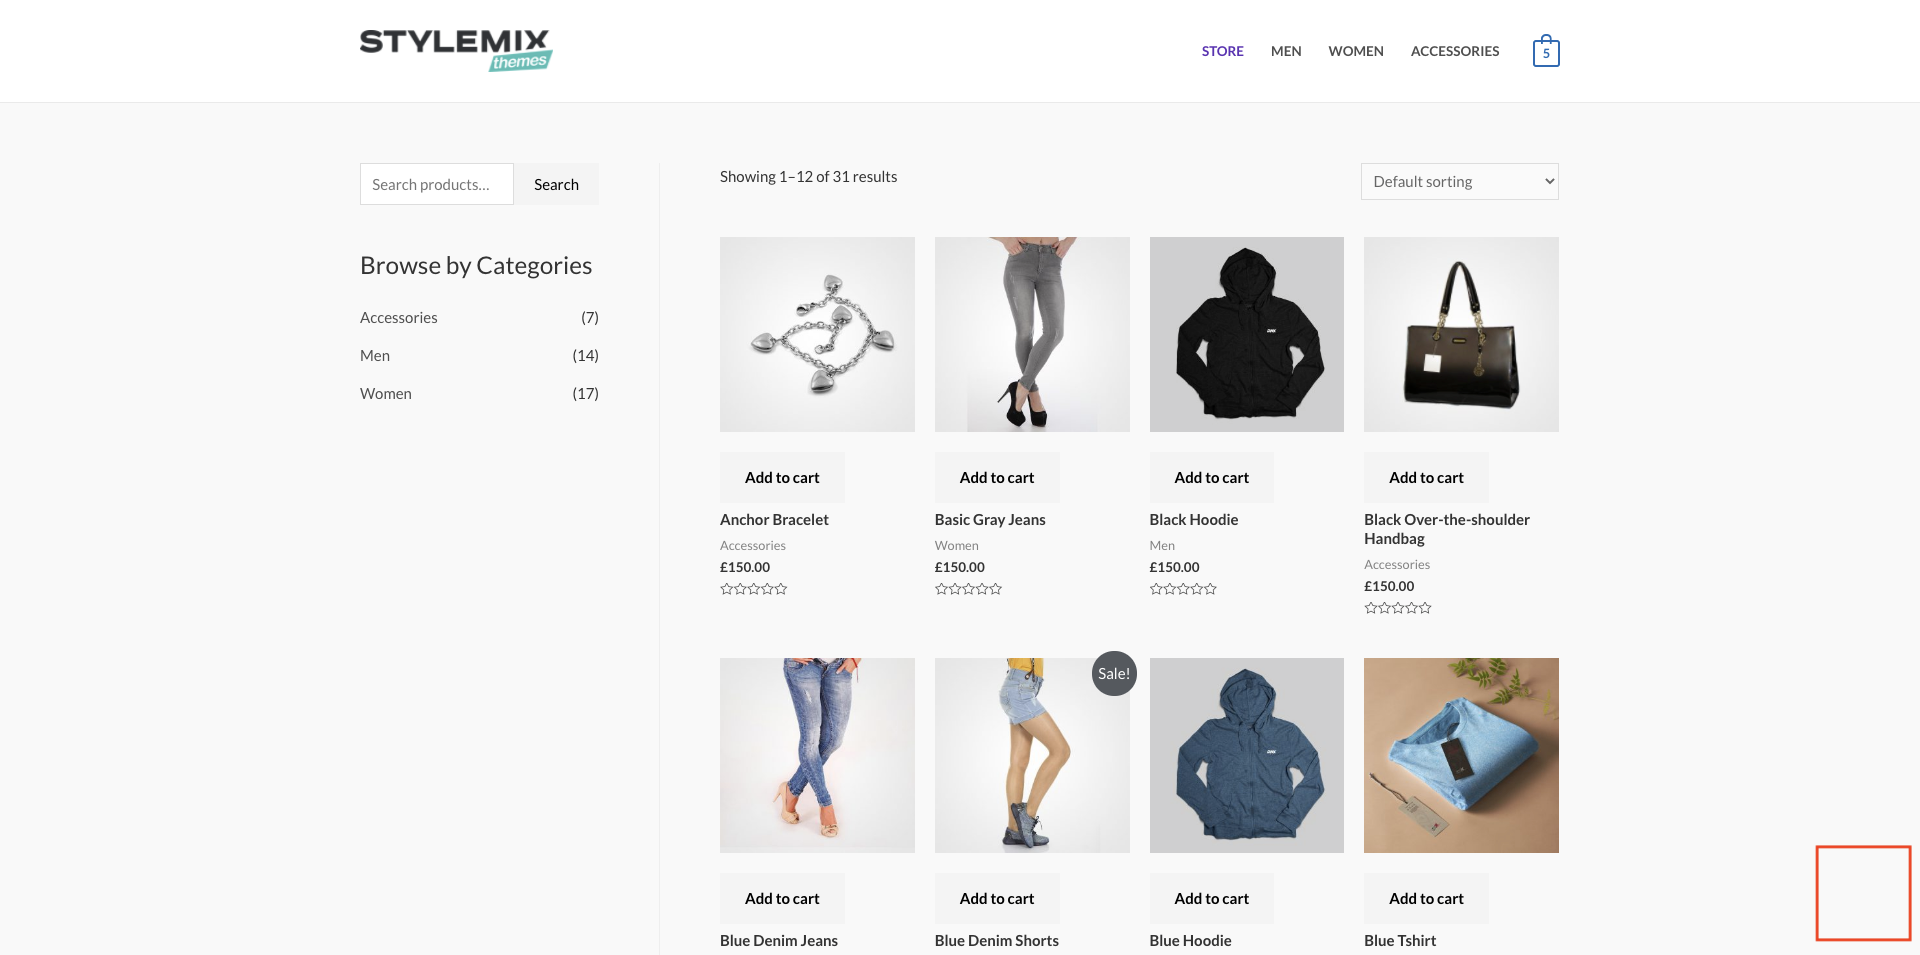 STYLEMIX
themes
STORE
MEN
WOMEN
ACCESSORIES
5
Search products...
Search
Showing 1–12 of 31 results
Default sorting
Browse by Categories
Accessories (7)
Men (14)
Women (17)
Add to cart
Anchor Bracelet
Accessories
£150.00
Add to cart
Basic Gray Jeans
Women
£150.00
Add to cart
Black Hoodie
Men
£150.00
Add to cart
Black Over-the-shoulder
Handbag
Accessories
£150.00
Add to cart
Blue Denim Jeans
Sale!
Add to cart
Blue Denim Shorts
Add to cart
Blue Hoodie
Add to cart
Blue Tshirt